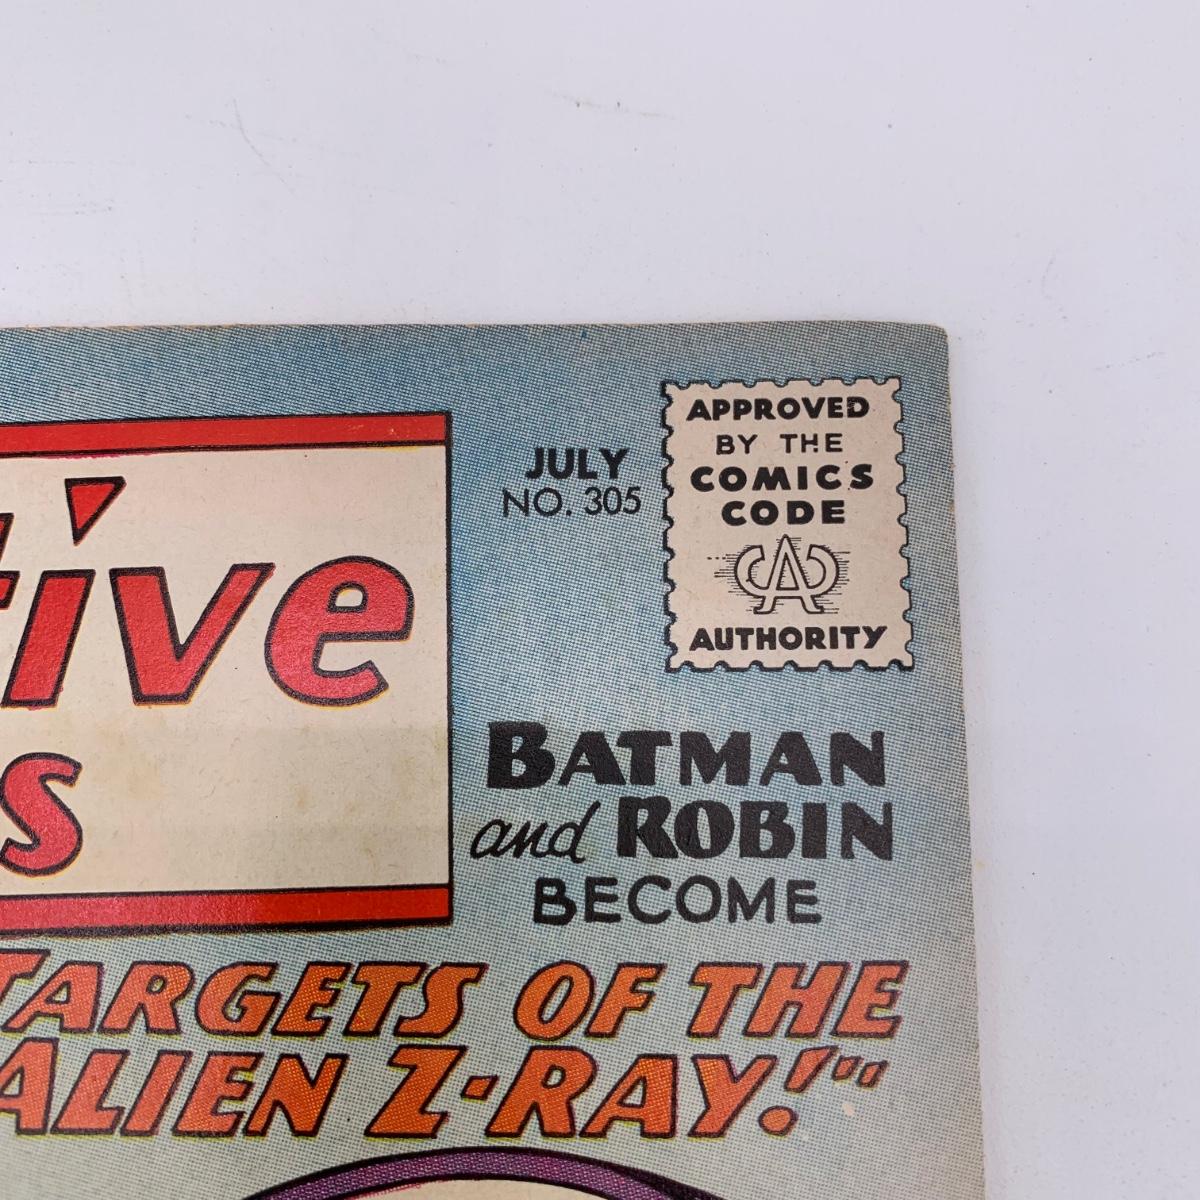 JULY
NO. 305
APPROVED
BY THE
COMICS
CODE
CA
AUTHORITY
tive
s
BATMAN
and ROBIN
BECOME
TARGETS OF THE
ALIEN Z-RAY!"